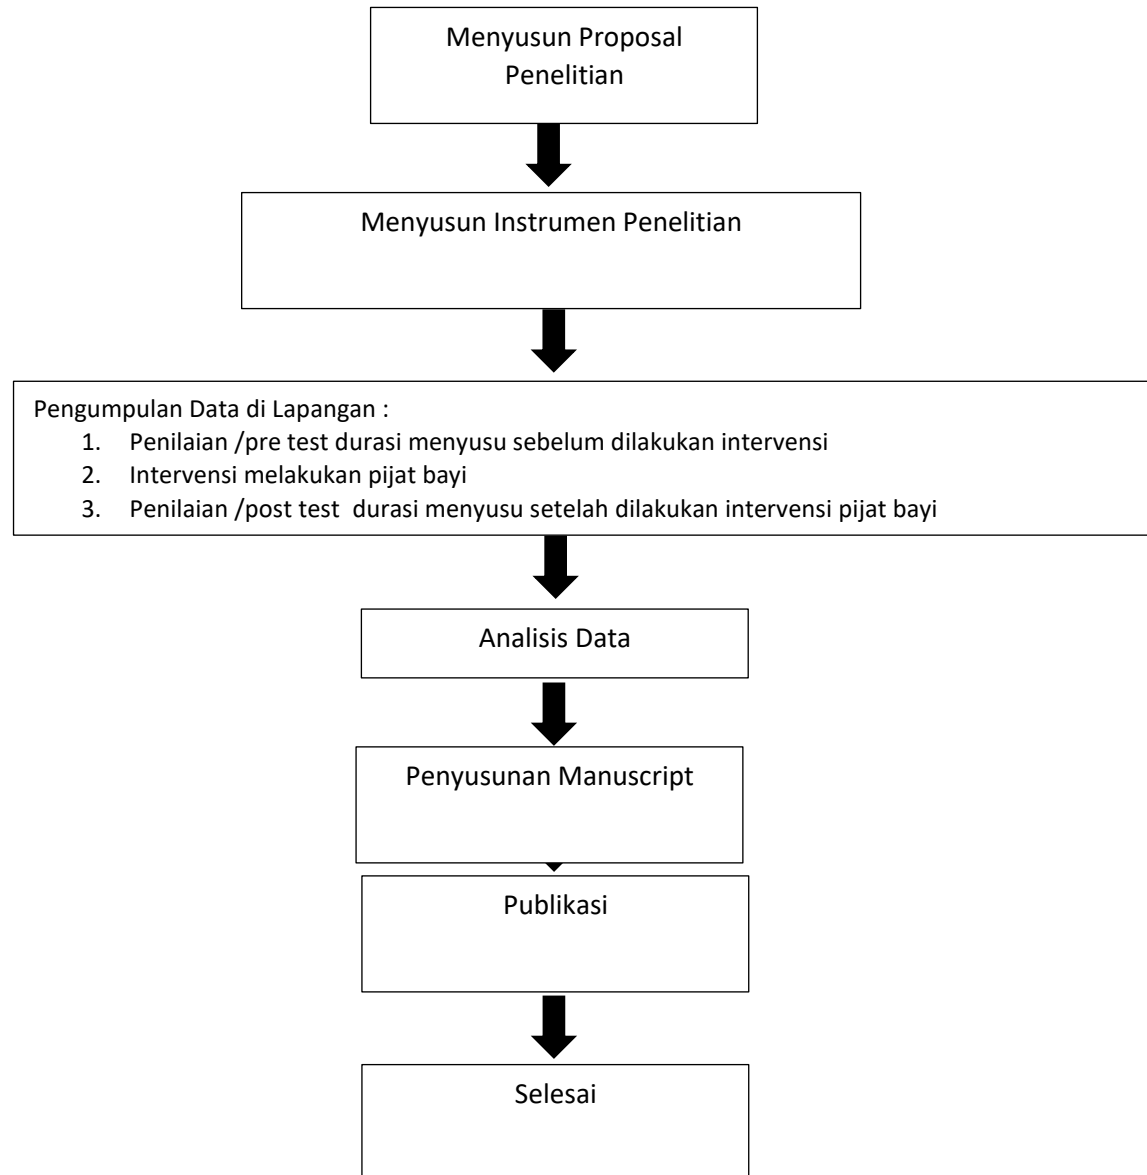 Menyusun Proposal
Penelitian
Menyusun Instrumen Penelitian
Pengumpulan Data di Lapangan :
1. Penilaian /pre test durasi menyusu sebelum dilakukan intervensi
2. Intervensi melakukan pijat bayi
3. Penilaian /post test  durasi menyusu setelah dilakukan intervensi pijat bayi
Analisis Data
Penyusunan Manuscript
Publikasi
Selesai